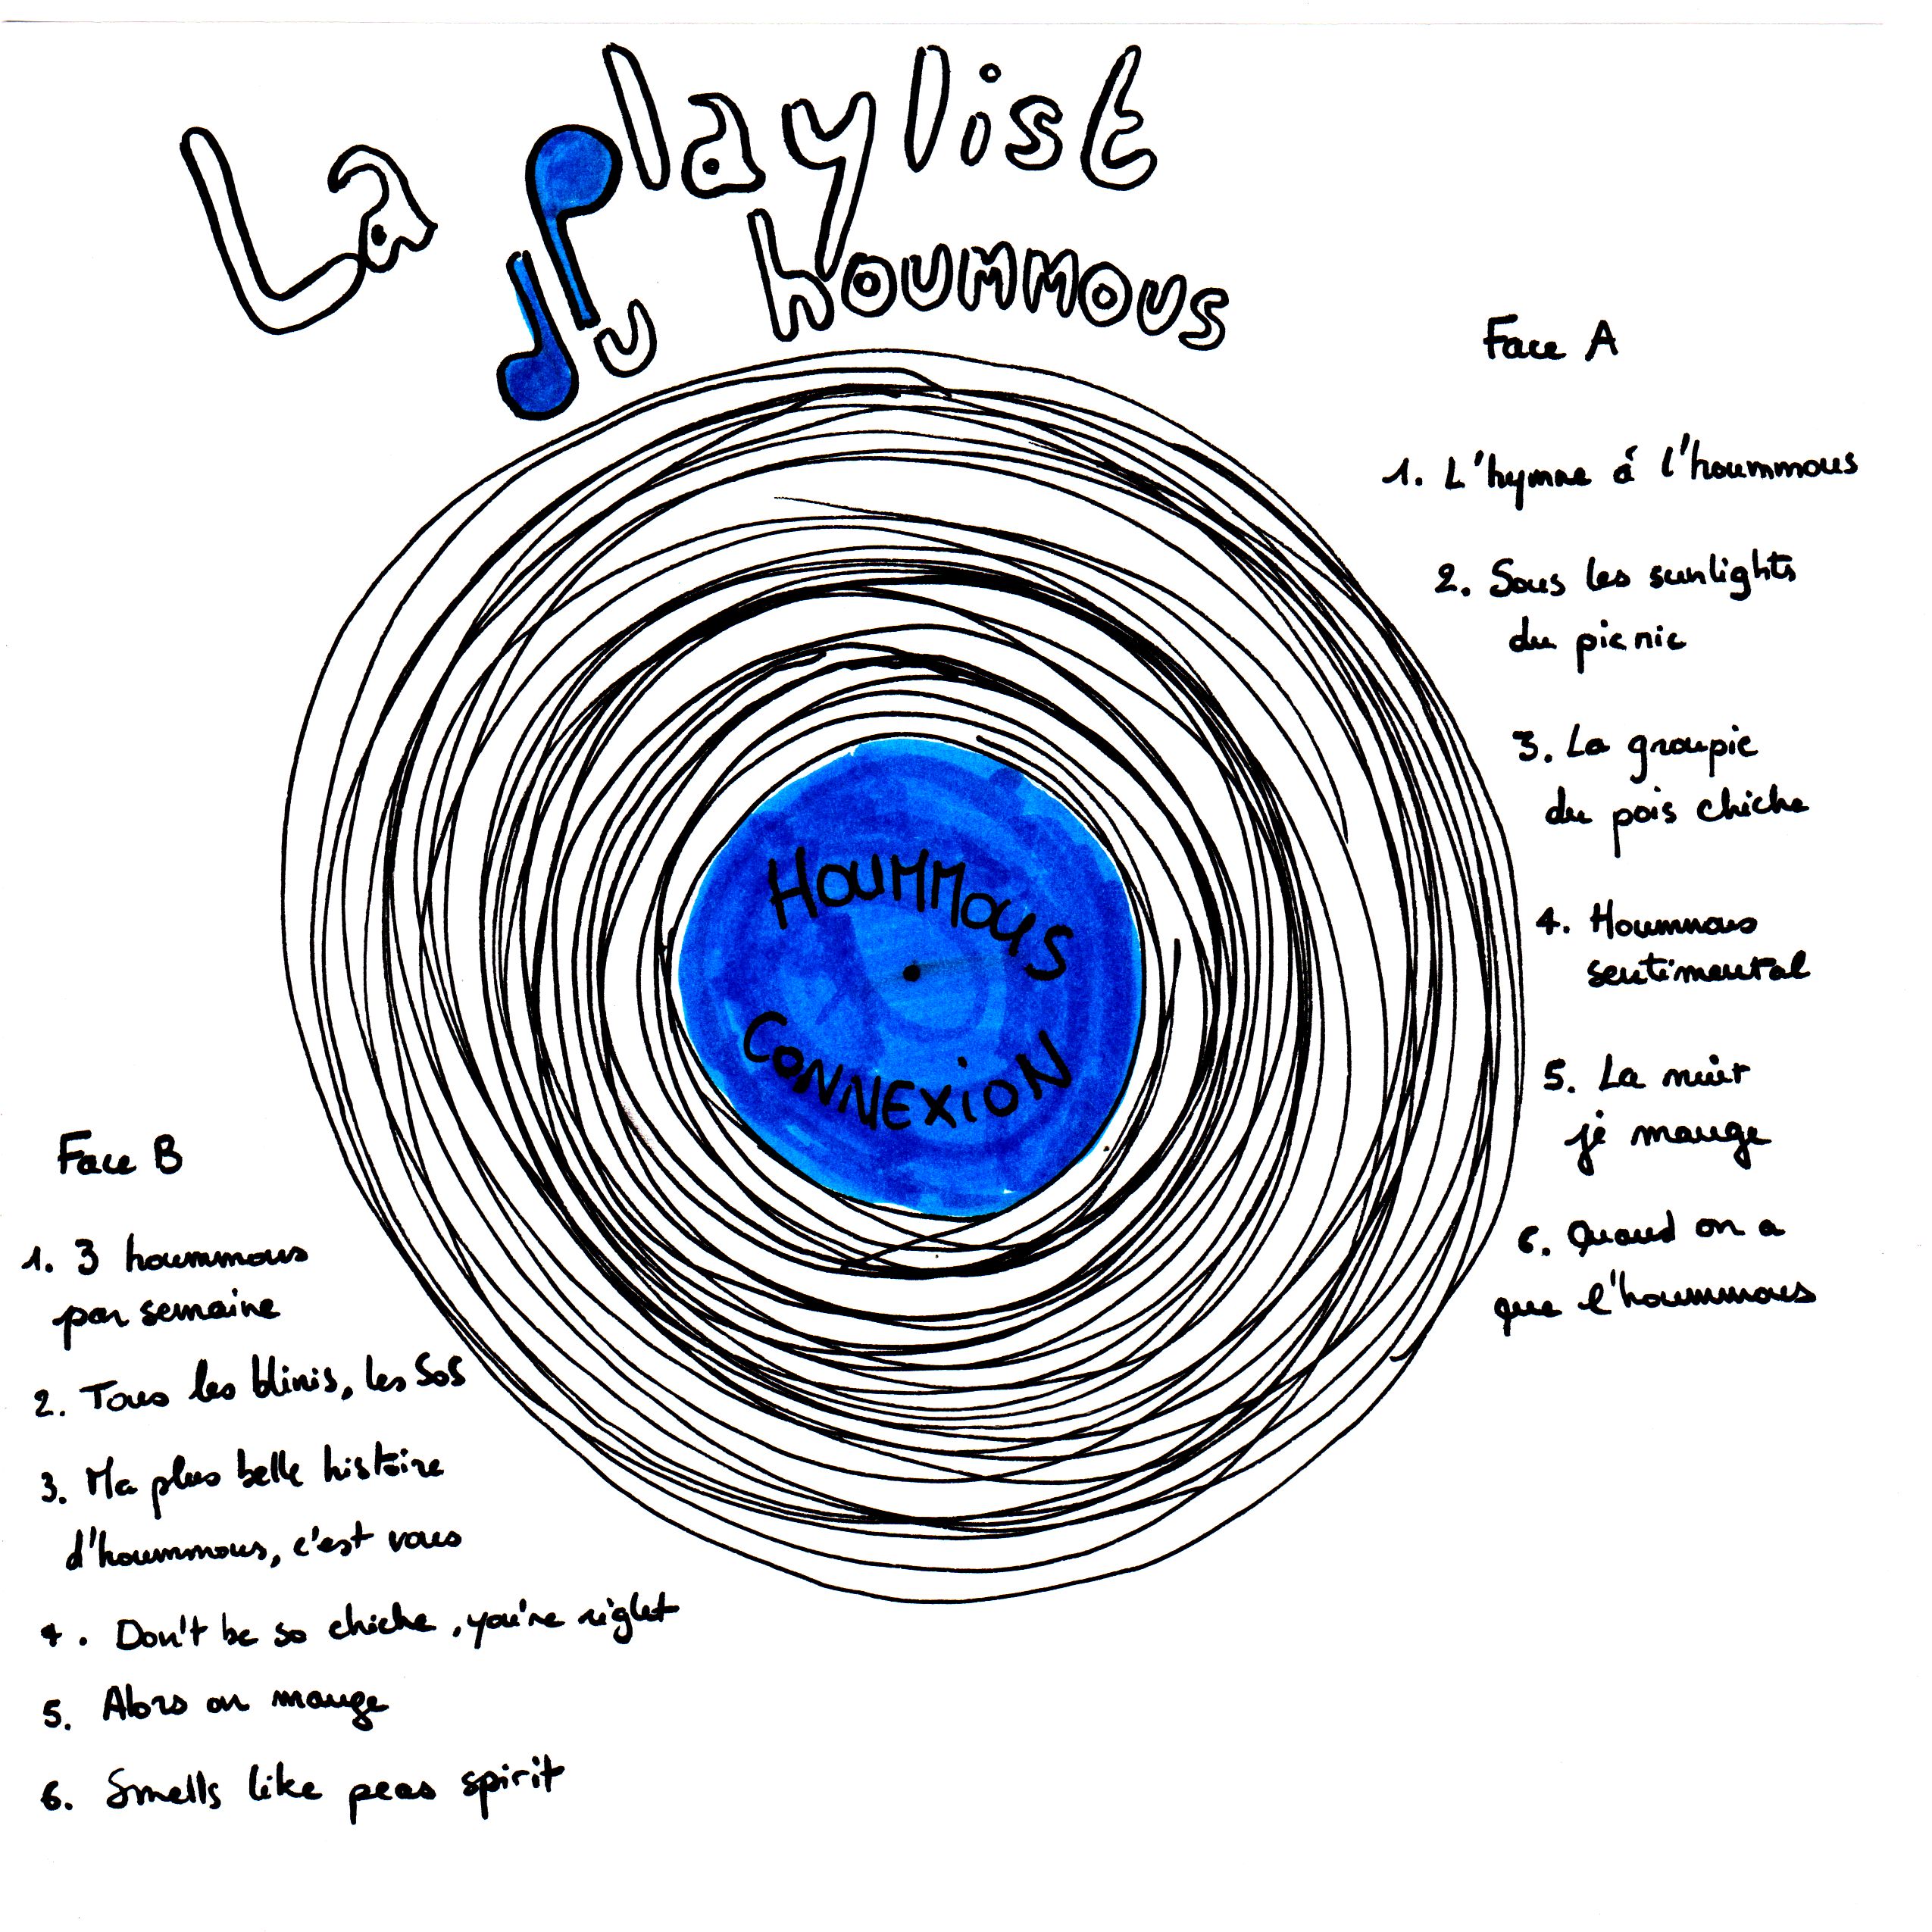 La playlist
du hoummous
Face A
1. L'hymne à l'hoummous
2. Sous les sunlights
du pic nic
3. La groupie
du pois chiche
4. Hoummous
sentimental
5. La nuit
je mange
6. Quand on a
que l'hoummous
HOUMMOUS
CONNEXION
Face B
1. 3 hoummous
par semaine
2. Tous les blinis, les SOS
3. Ma plus belle histoire
d'hoummous, c'est vous
4. Don't be so chiche, you're right
5. Alors on mange
6. Smells like peas spirit